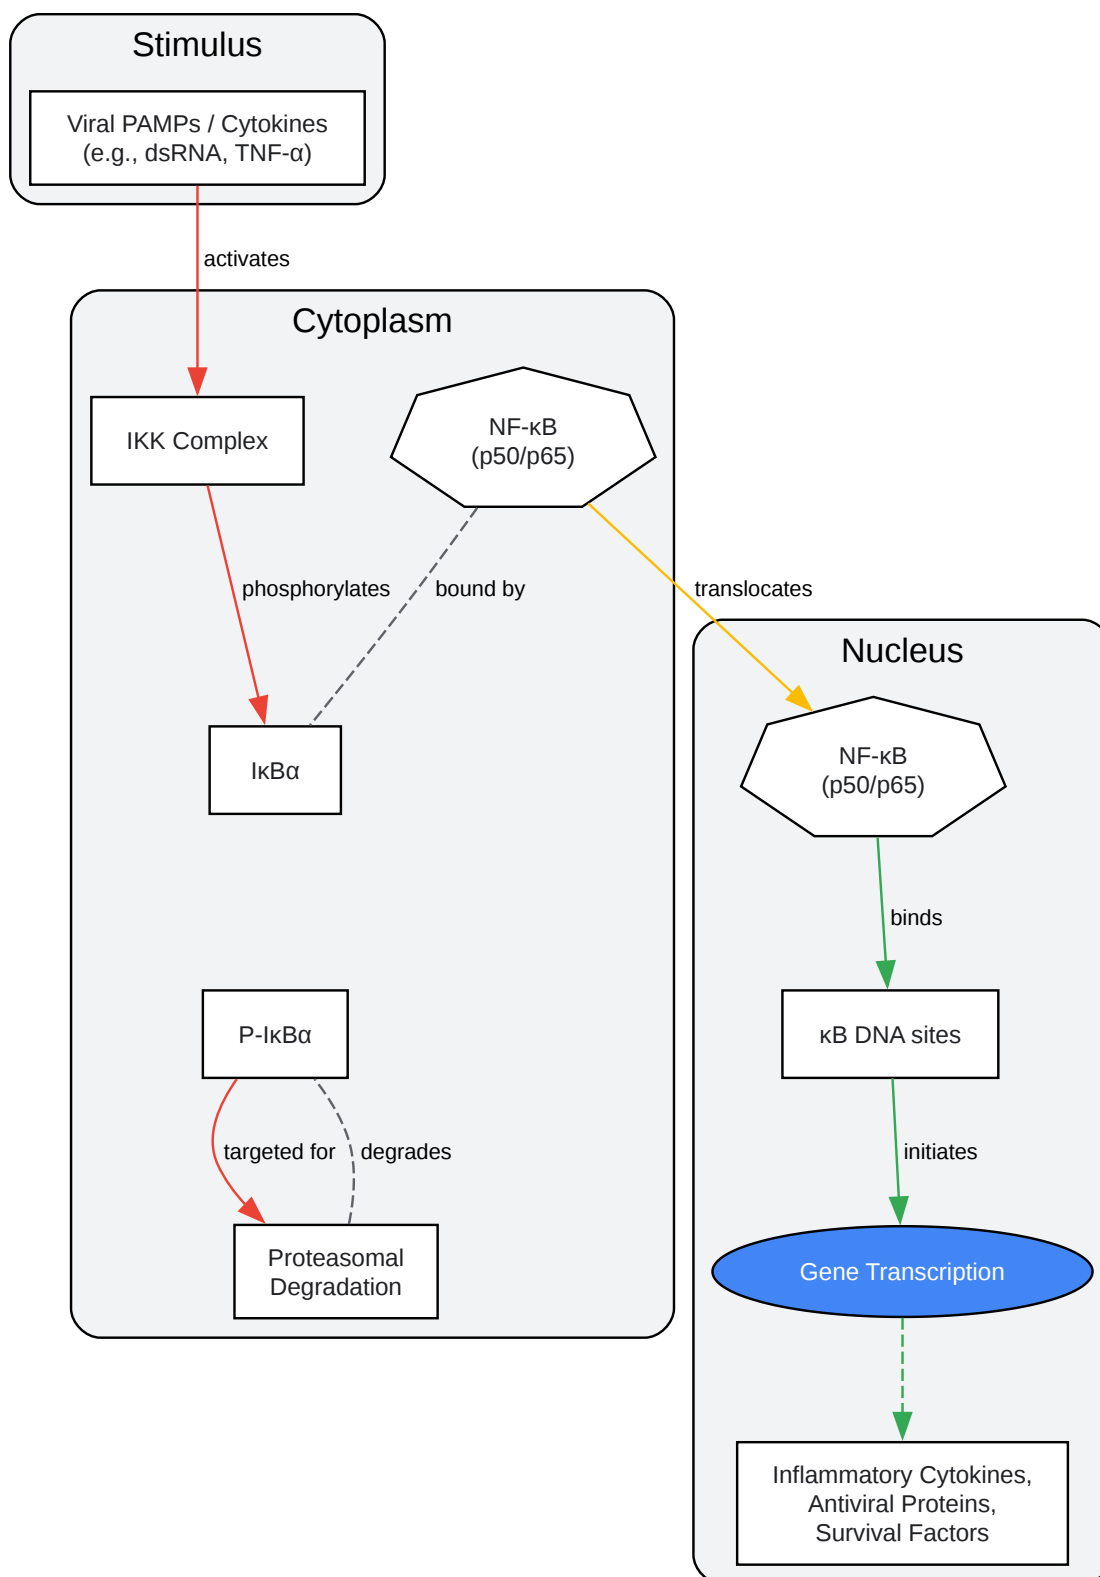 Stimulus
Viral PAMPs / Cytokines
(e.g., dsRNA, TNF-α)
activates
Cytoplasm
IKK Complex
NF-κB
(p50/p65)
phosphorylates
bound by
translocates
Nucleus
IκBα
NF-κB
(p50/p65)
binds
P-IκBα
κB DNA sites
targeted for
degrades
initiates
Proteasomal
Degradation
Gene Transcription
Inflammatory Cytokines,
Antiviral Proteins,
Survival Factors